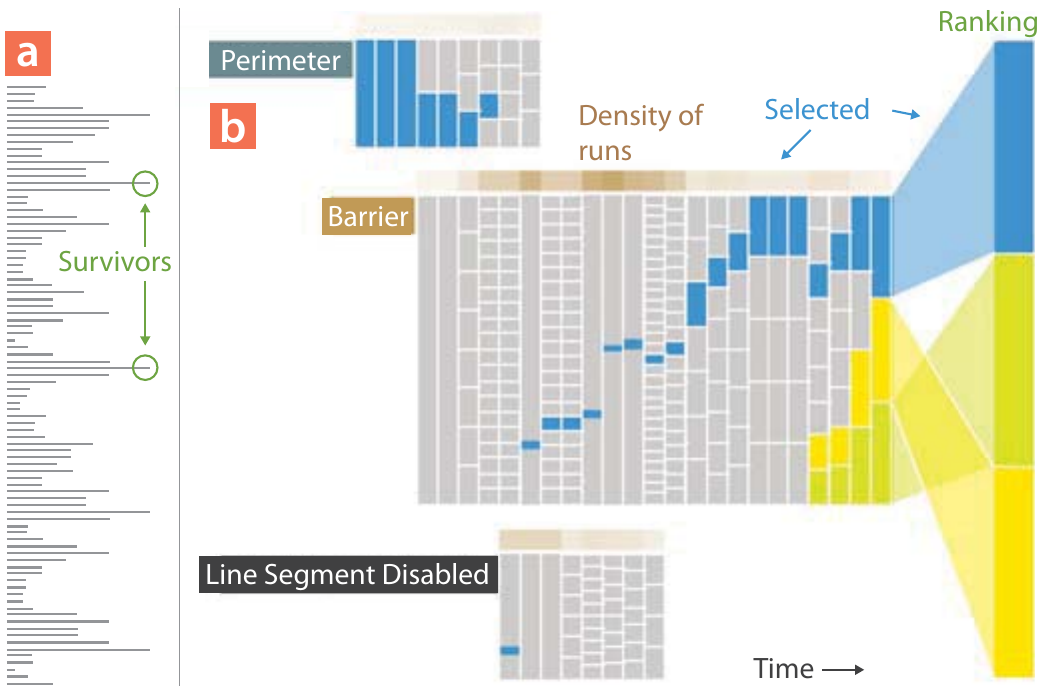 a
Survivors
b
Perimeter
Density of
runs
Selected
Ranking
Barrier
Line Segment Disabled
Time